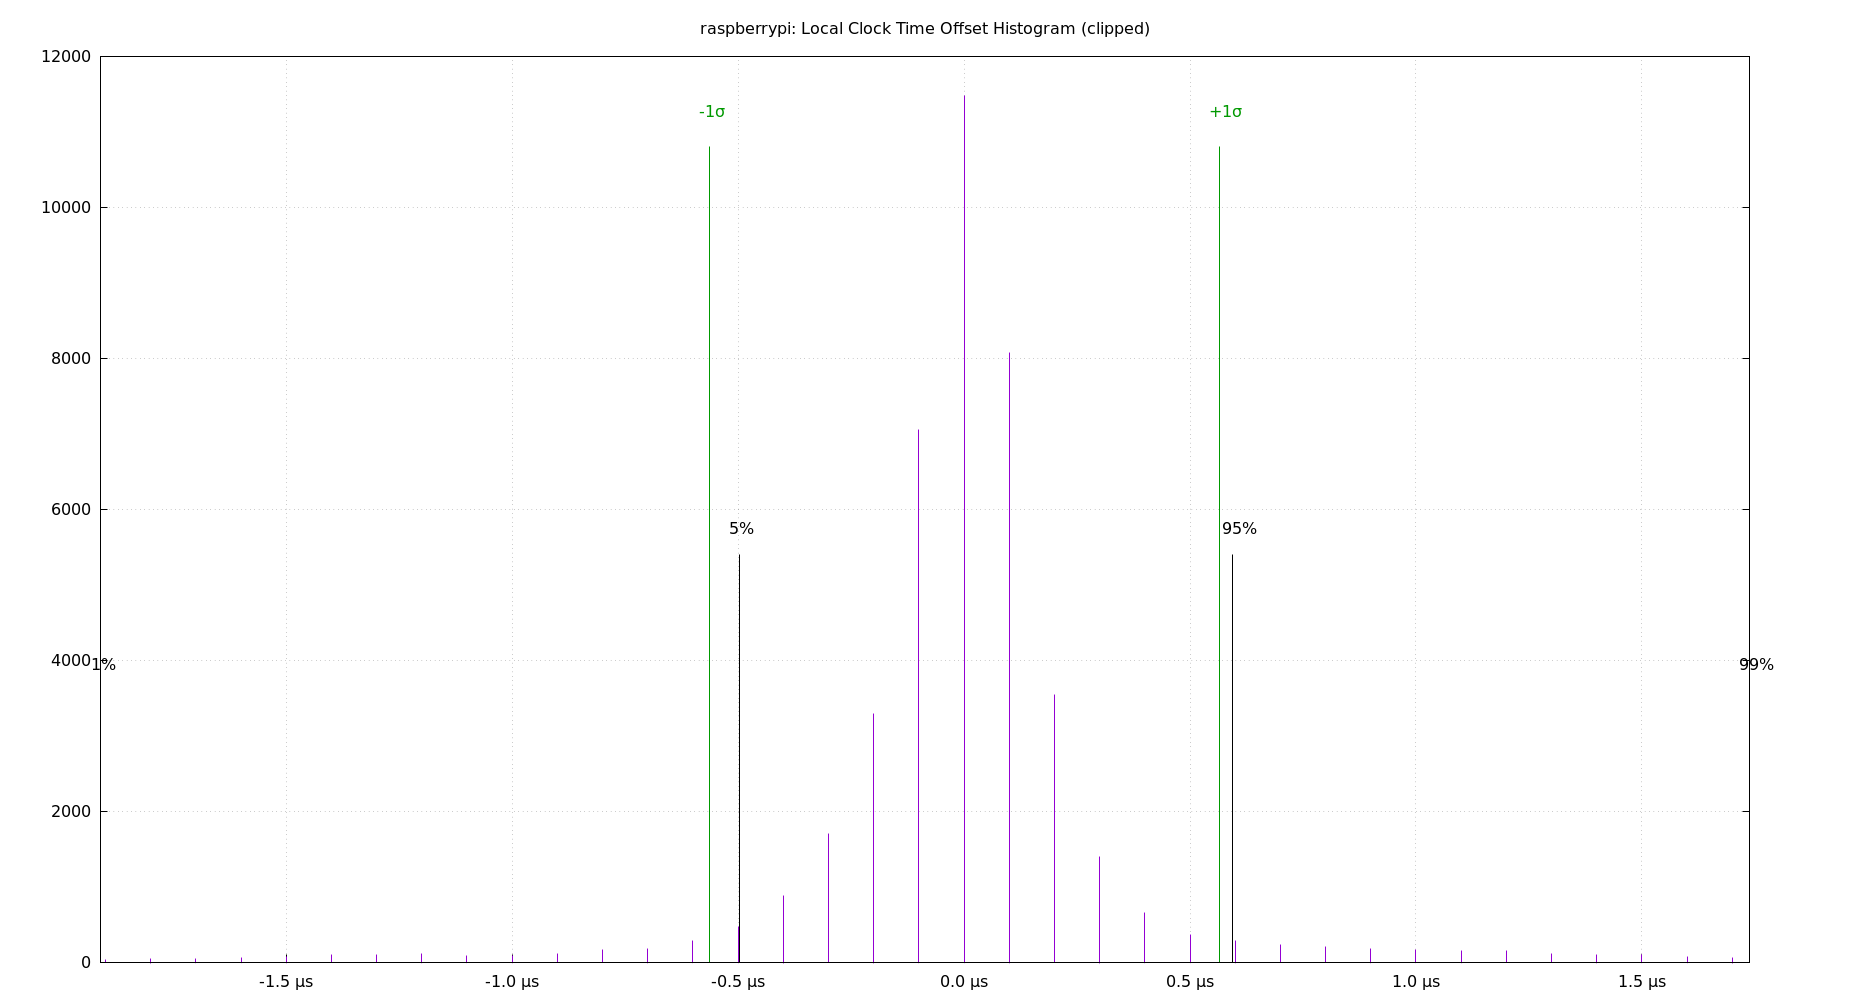 raspberrypi: Local Clock Time Offset Histogram (clipped)
12000
-1σ
+1σ
10000
8000
6000
5%
95%
4000
1%
99%
2000
0
-1.5 µs
-1.0 µs
-0.5 µs
0.0 µs
0.5 µs
1.0 µs
1.5 µs